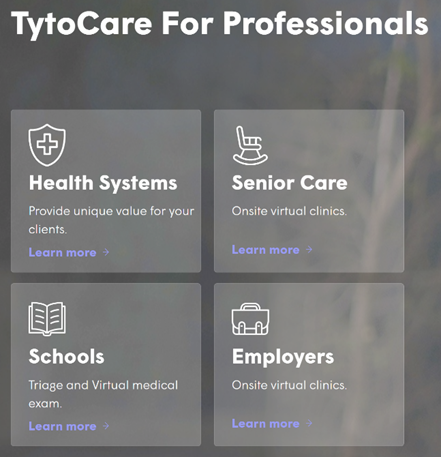 TytoCare For Professionals
Health Systems
Provide unique value for your
clients.
Learn more →
Senior Care
Onsite virtual clinics.
Learn more →
Schools
Triage and Virtual medical
exam.
Learn more →
Employers
Onsite virtual clinics.
Learn more →